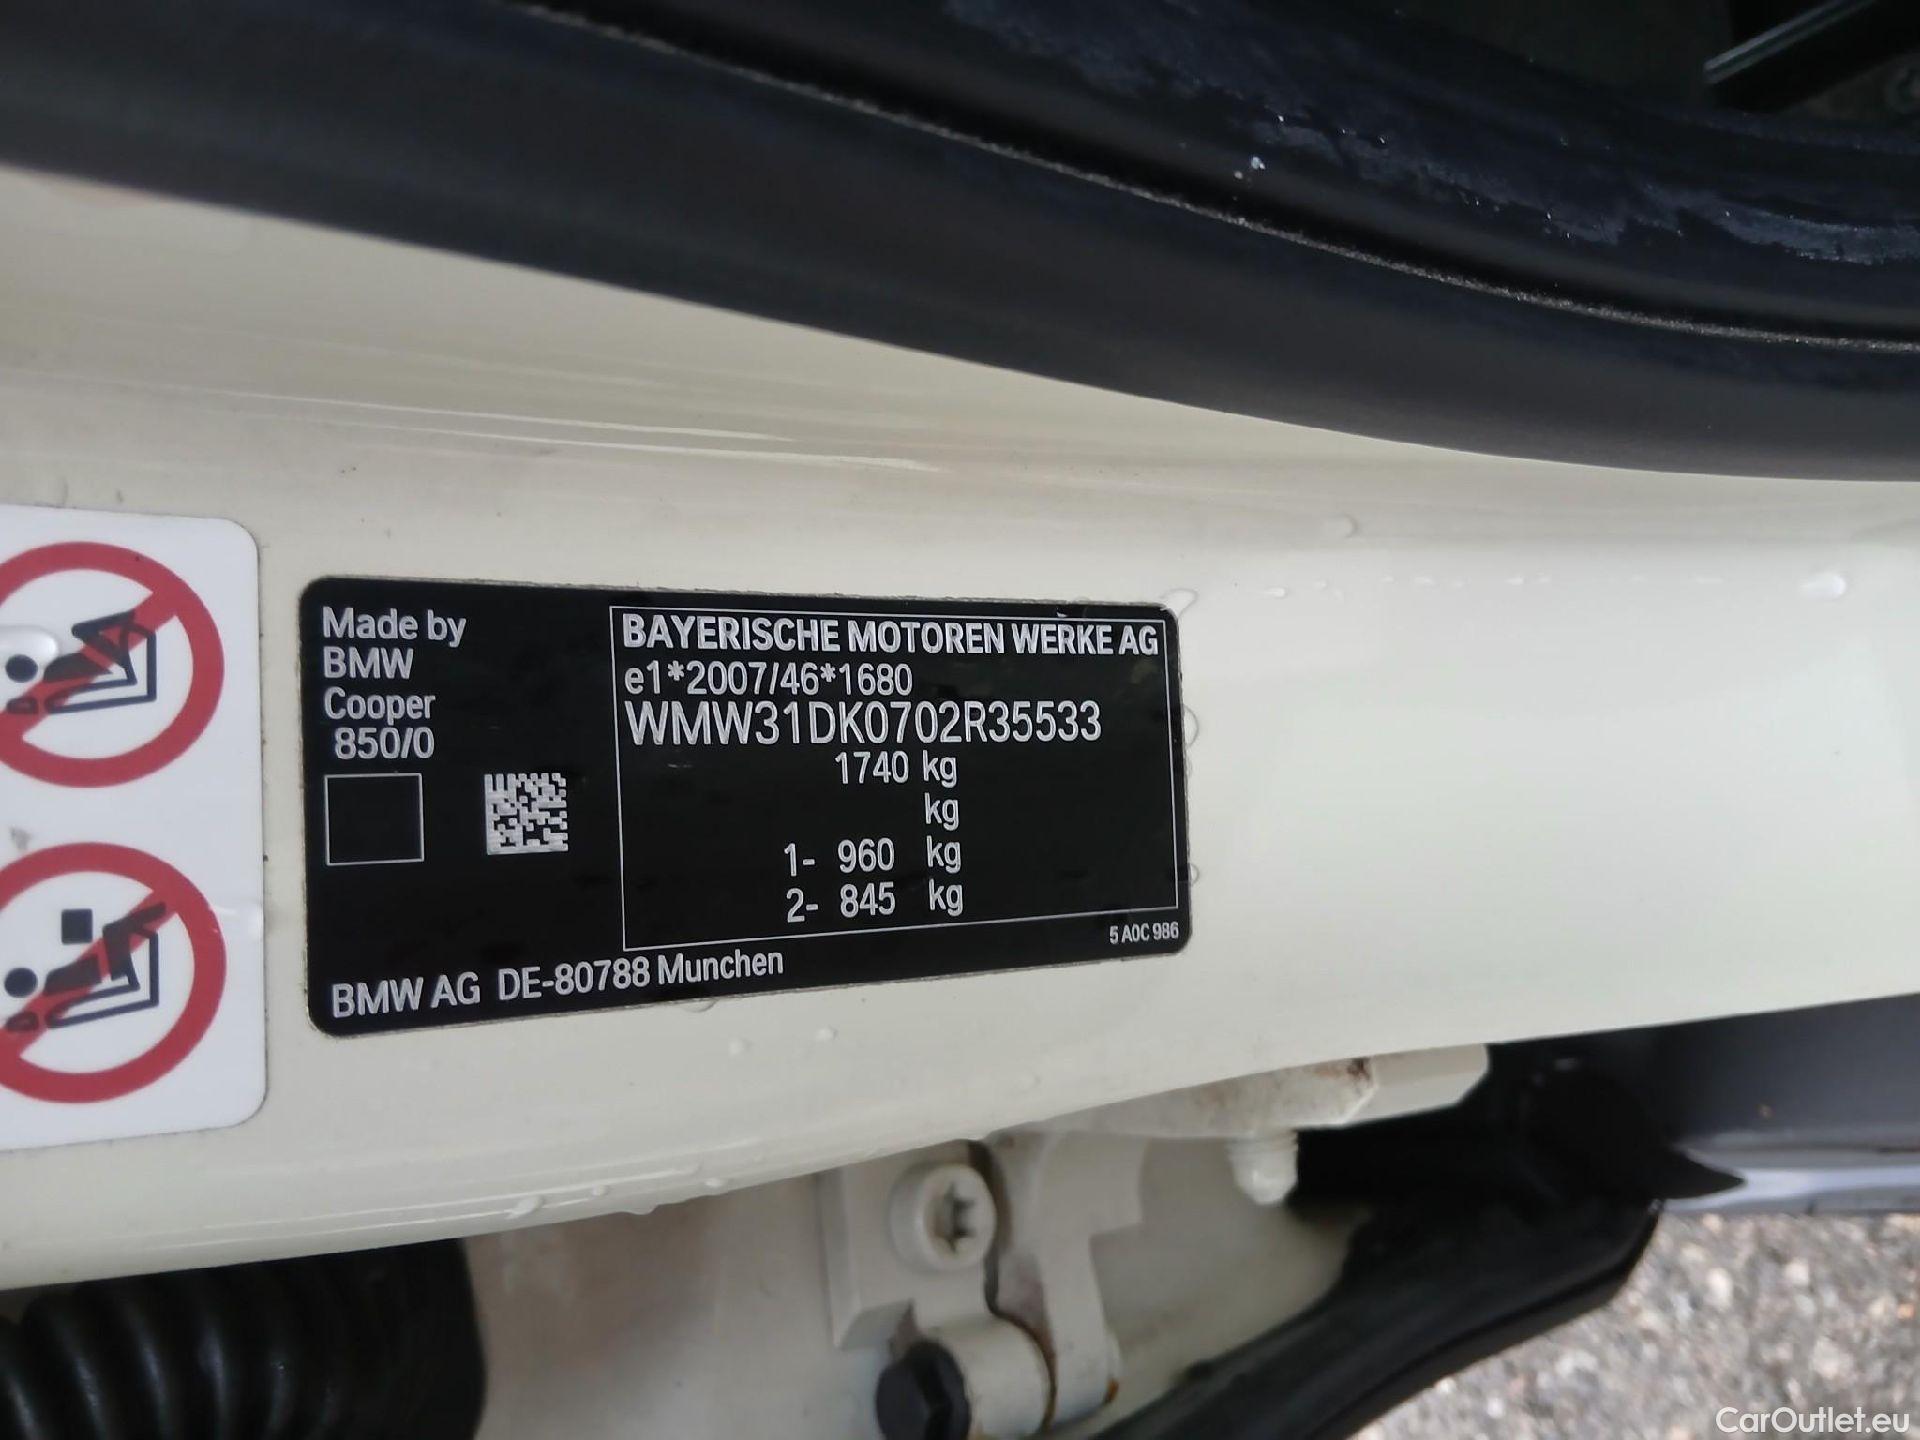 Made by
BMW
Cooper
850/0
BAYERISCHE MOTOREN WERKE AG
e1*2007/46*1680
WMW31DK0702R35533
1740 kg
kg
1- 960 kg
2- 845 kg
5 A0C 986
BMW AG DE-80788 Munchen
CarOutlet.eu